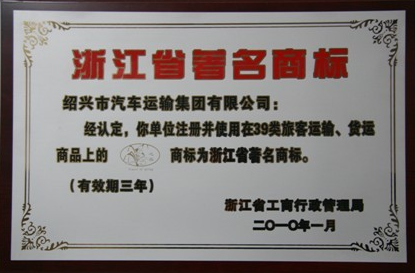 浙江省著名商标
绍兴市汽车运输集团有限公司：
经认定，你单位注册并使用在39类旅客运输、货运
商品上的 商标为浙江省著名商标。
（有效期三年）
浙江省工商行政管理局
二〇一〇年一月